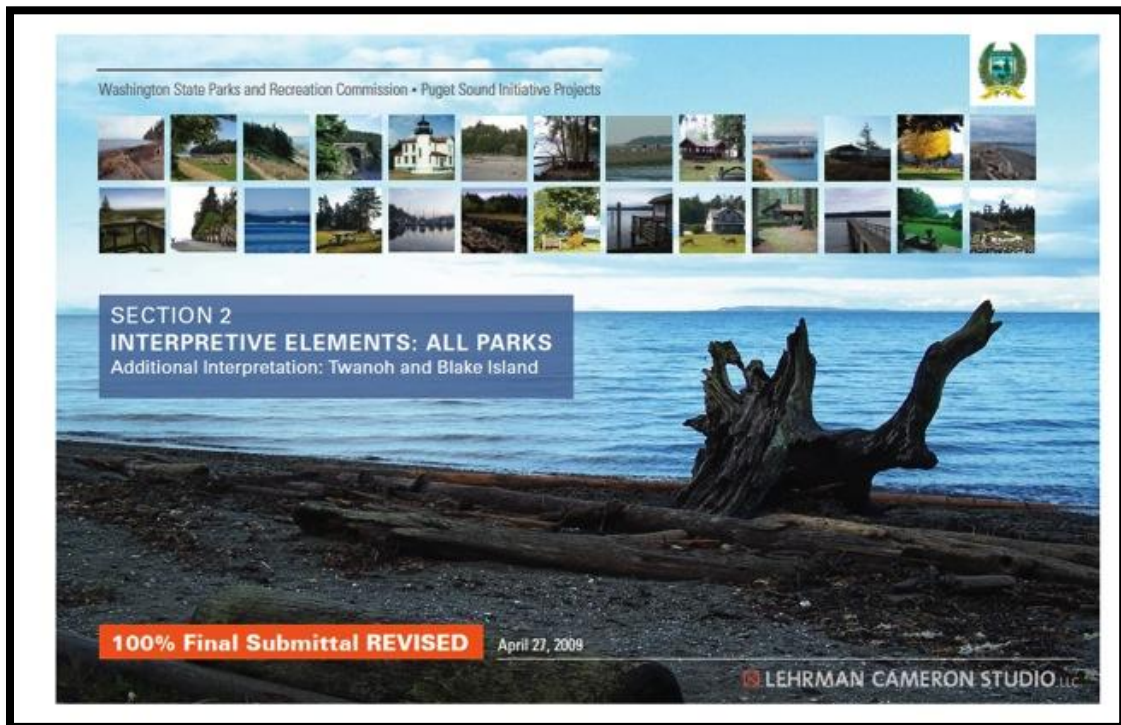 Washington State Parks and Recreation Commission • Puget Sound Initiative Projects
SECTION 2
INTERPRETIVE ELEMENTS: ALL PARKS
Additional Interpretation: Twanoh and Blake Island
100% Final Submittal REVISED
April 27, 2009
LEHRMAN CAMERON STUDIO LLC